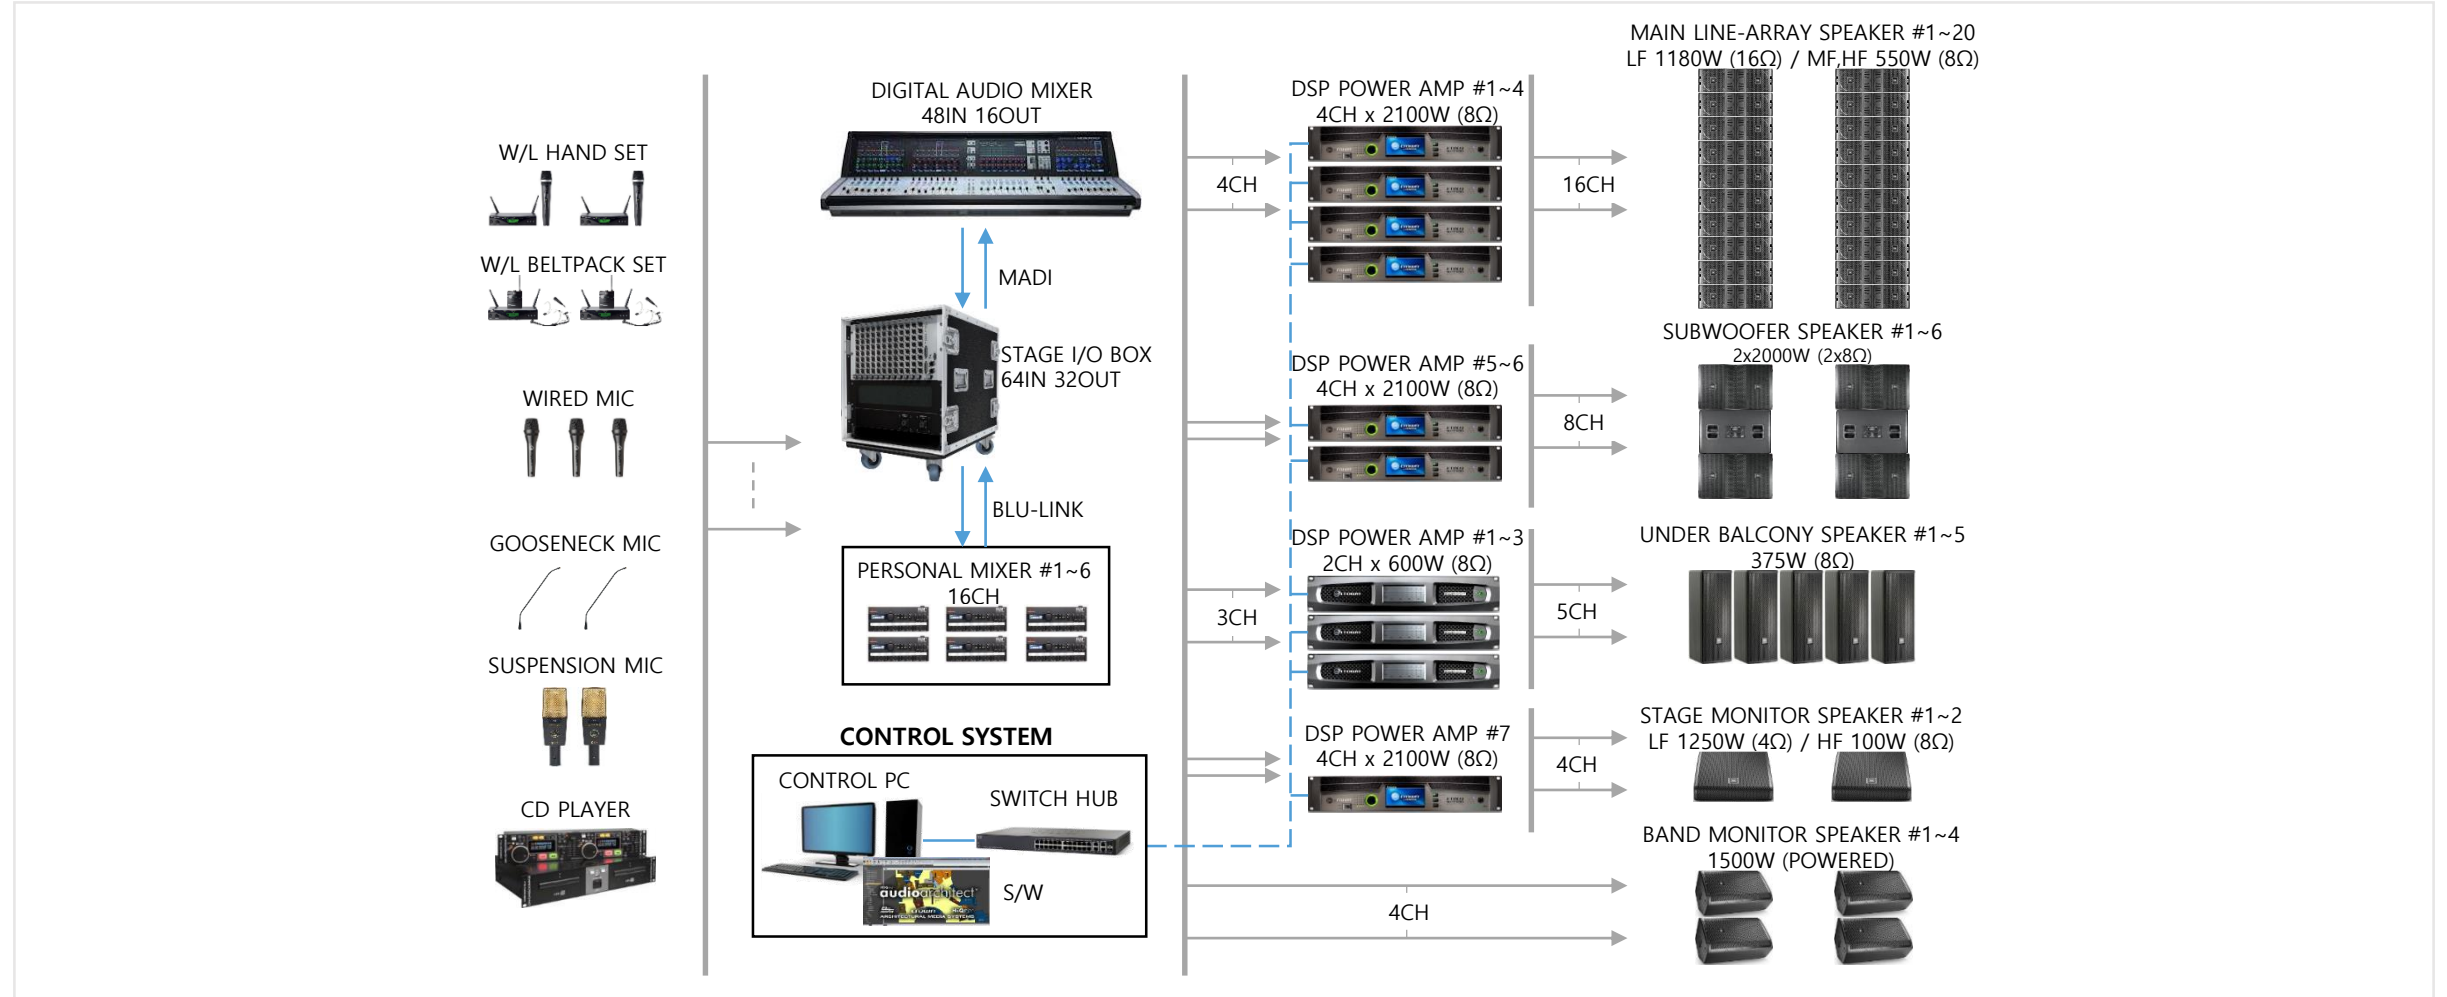 W/L HAND SET
W/L BELTPACK SET
WIRED MIC
GOOSENECK MIC
SUSPENSION MIC
CD PLAYER
DIGITAL AUDIO MIXER
48IN 16OUT
MADI
STAGE I/O BOX
64IN 32OUT
BLU-LINK
PERSONAL MIXER #1~6
16CH
CONTROL SYSTEM
CONTROL PC
SWITCH HUB
audioarchitect
CROWN
ARCHITECTURAL MEDIA SYSTEMS
S/W
4CH
3CH
4CH
DSP POWER AMP #1~4
4CH x 2100W (8Ω)
DSP POWER AMP #5~6
4CH x 2100W (8Ω)
DSP POWER AMP #1~3
2CH x 600W (8Ω)
DSP POWER AMP #7
4CH x 2100W (8Ω)
16CH
8CH
5CH
4CH
MAIN LINE-ARRAY SPEAKER #1~20
LF 1180W (16Ω) / MF,HF 550W (8Ω)
SUBWOOFER SPEAKER #1~6
2x2000W (2x8Ω)
UNDER BALCONY SPEAKER #1~5
375W (8Ω)
STAGE MONITOR SPEAKER #1~2
LF 1250W (4Ω) / HF 100W (8Ω)
BAND MONITOR SPEAKER #1~4
1500W (POWERED)